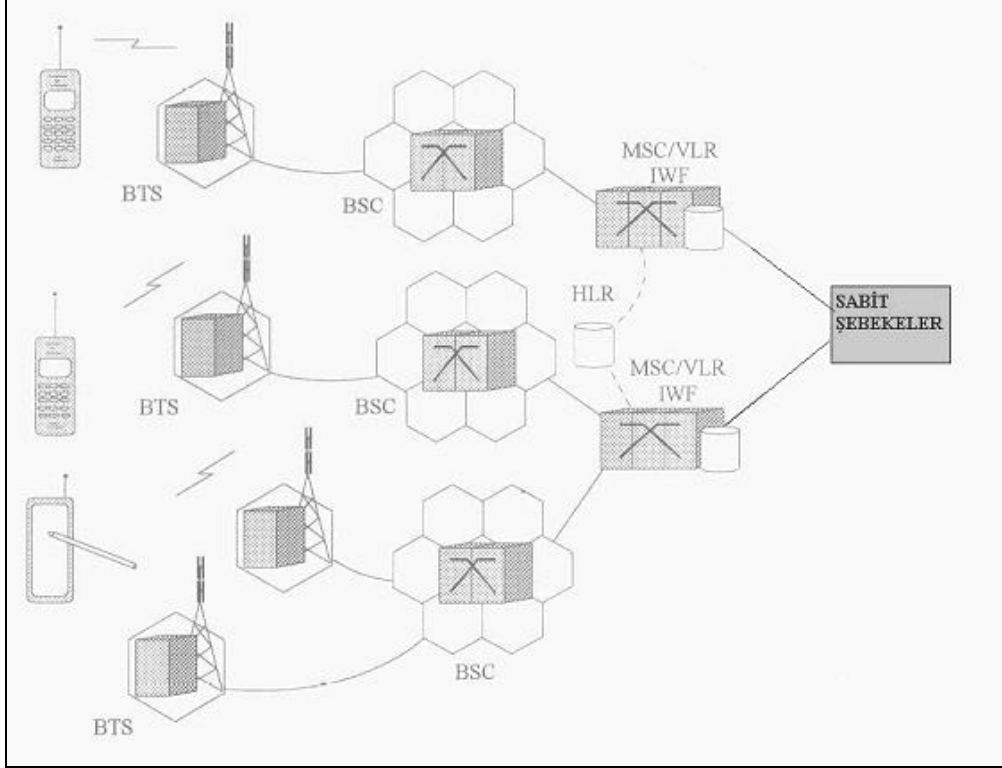 BTS
BSC
MSC/VLR
IWF
HLR
SABİT
ŞEBEKELER
MSC/VLR
IWF
BTS
BSC
BSC
BTS